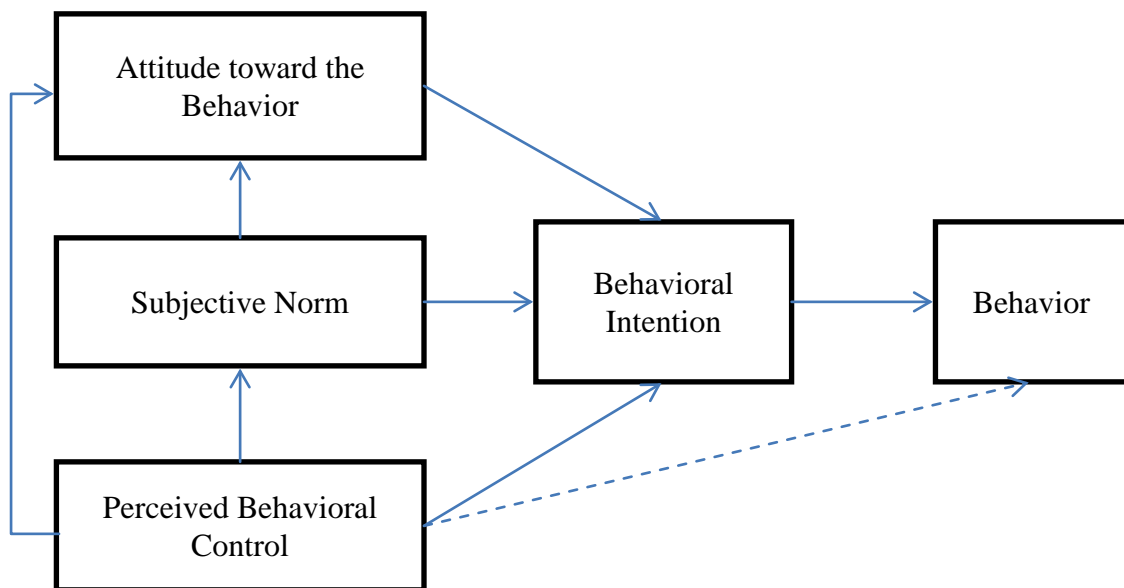 Attitude toward the
Behavior
Subjective Norm
Behavioral
Intention
Behavior
Perceived Behavioral
Control